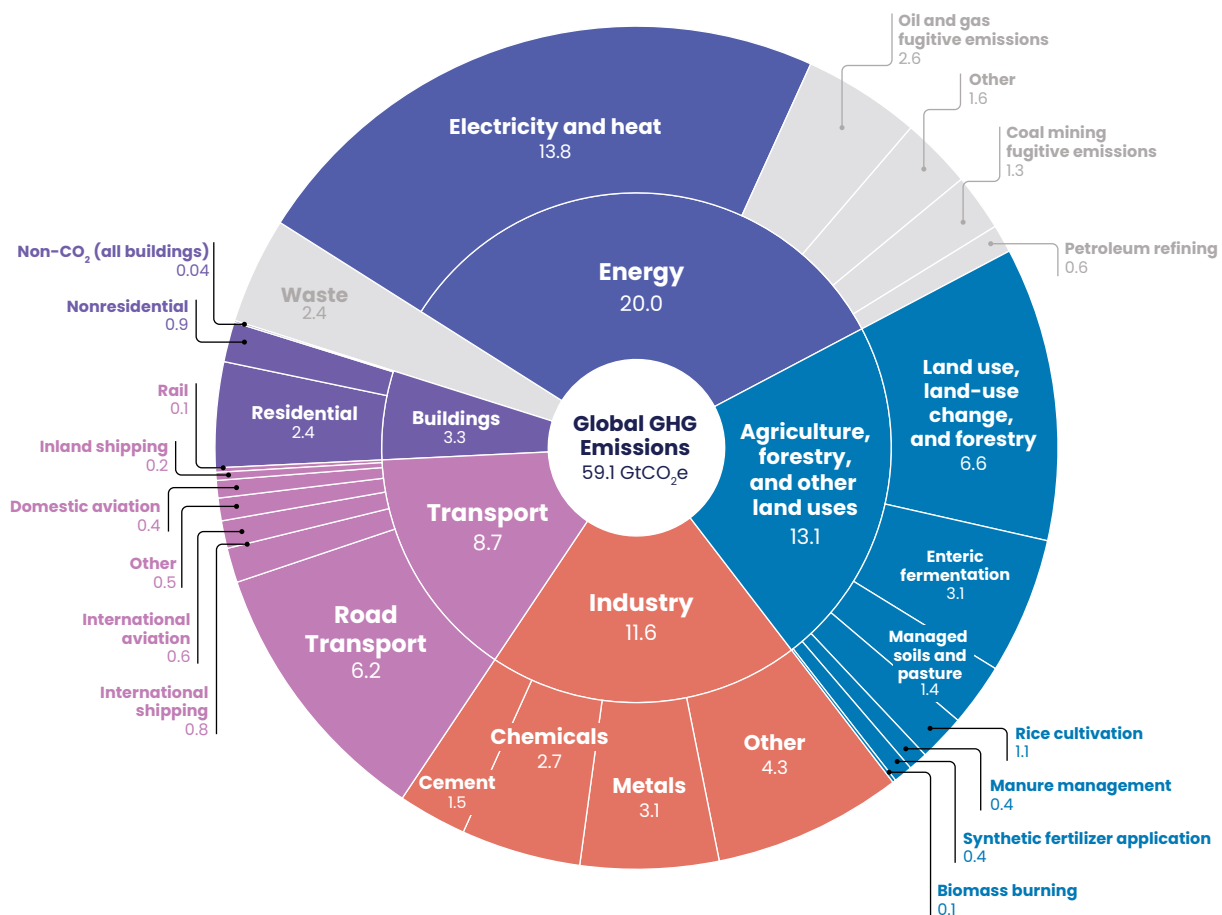 Oil and gas
fugitive emissions
2.6
Other
1.6
Coal mining
fugitive emissions
1.3
Petroleum refining
0.6
Electricity and heat
13.8
Energy
20.0
Waste
2.4
Non-CO₂ (all buildings)
0.04
Nonresidential
0.9
Residential
2.4
Buildings
3.3
Rail
0.1
Inland shipping
0.2
Domestic aviation
0.4
Other
0.5
International
aviation
0.6
International
shipping
0.8
Transport
8.7
Road
Transport
6.2
Global GHG
Emissions
59.1 GtCO₂e
Agriculture,
forestry,
and other
land uses
13.1
Land use,
land-use
change,
and forestry
6.6
Enteric
fermentation
3.1
Managed
soils and
pasture
1.4
Rice cultivation
1.1
Manure management
0.4
Synthetic fertilizer application
0.4
Biomass burning
0.1
Industry
11.6
Cement
1.5
Chemicals
2.7
Metals
3.1
Other
4.3